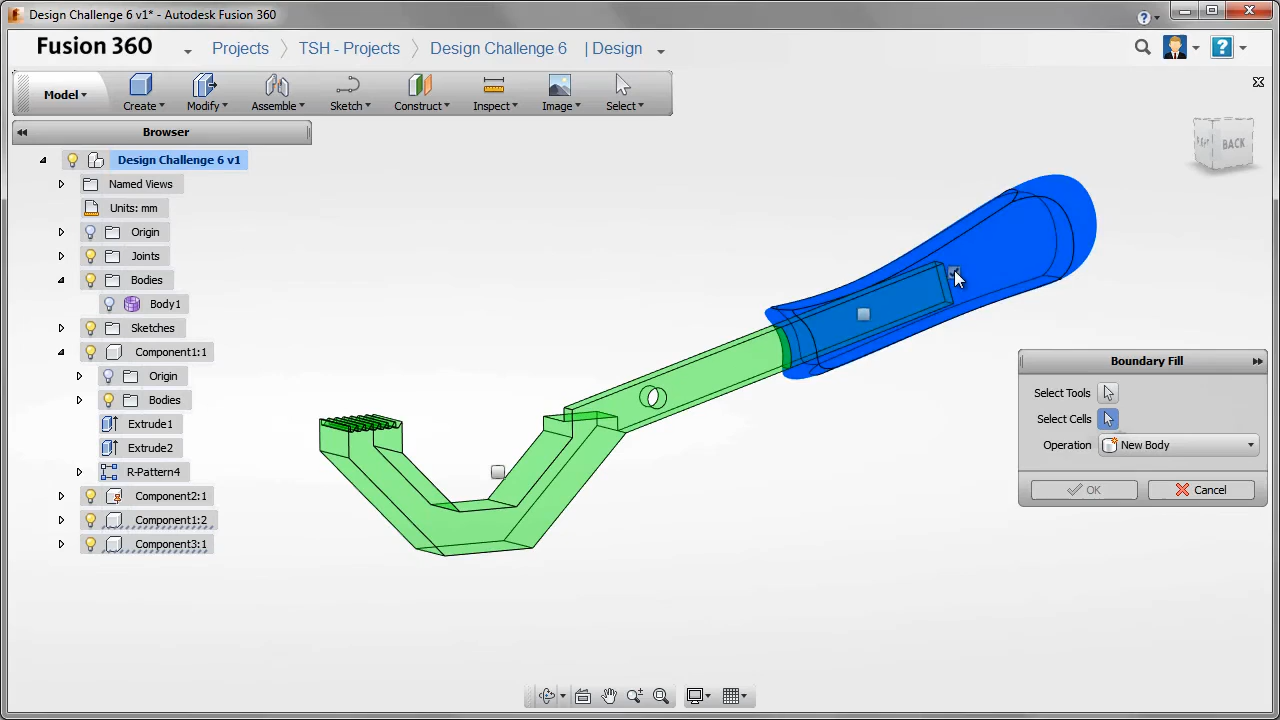 Design Challenge 6 v1* - Autodesk Fusion 360
Fusion 360
Projects
TSH - Projects
Design Challenge 6
| Design
Model
Create
Modify
Assemble
Sketch
Construct
Inspect
Image
Select
Browser
Design Challenge 6 v1
Named Views
Units: mm
Origin
Joints
Bodies
Body1
Sketches
Component1:1
Origin
Bodies
Extrude1
Extrude2
R-Pattern4
Component2:1
Component1:2
Component3:1
BACK
Boundary Fill
Select Tools
Select Cells
Operation
New Body
OK
Cancel